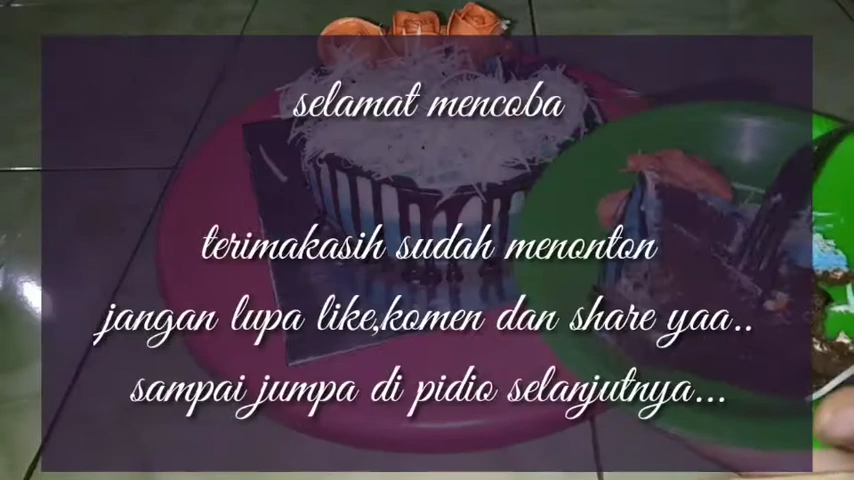 selamat mencoba
terimakasih sudah menonton
jangan lupa like,komen dan share yaa..
sampai jumpa di pidio selanjutnya...